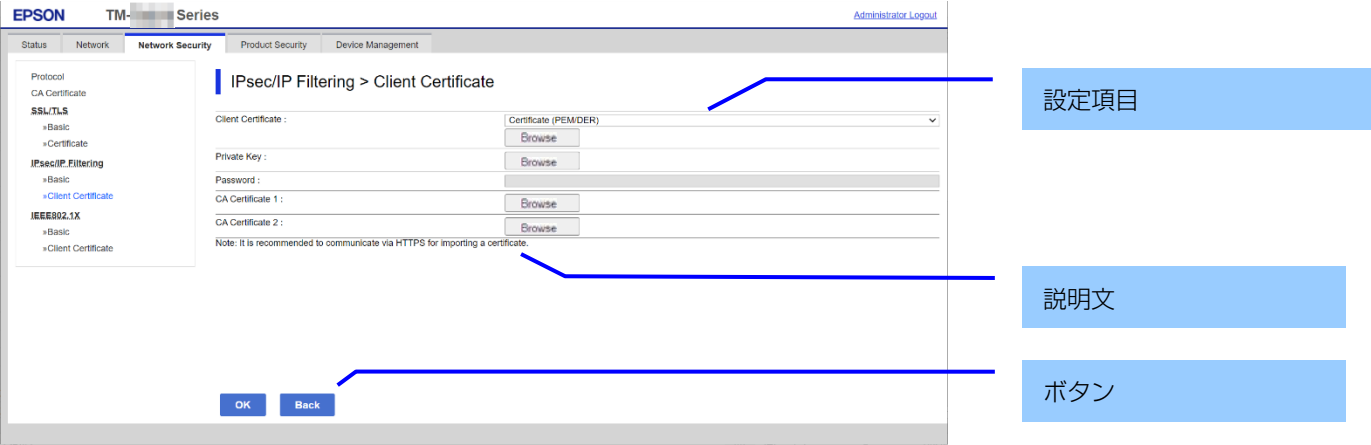 EPSON TM- Series Administrator Logout
Status Network Network Security Product Security Device Management
Protocol
CA Certificate
SSL/TLS
»Basic
»Certificate
IPsec/IP Filtering
»Basic
»Client Certificate
IEEE802.1X
»Basic
»Client Certificate
IPsec/IP Filtering > Client Certificate
Client Certificate : Certificate (PEM/DER)
Browse
Private Key : Browse
Password :
CA Certificate 1 : Browse
CA Certificate 2 : Browse
Note: It is recommended to communicate via HTTPS for importing a certificate.
OK Back
設定項目
説明文
ボタン